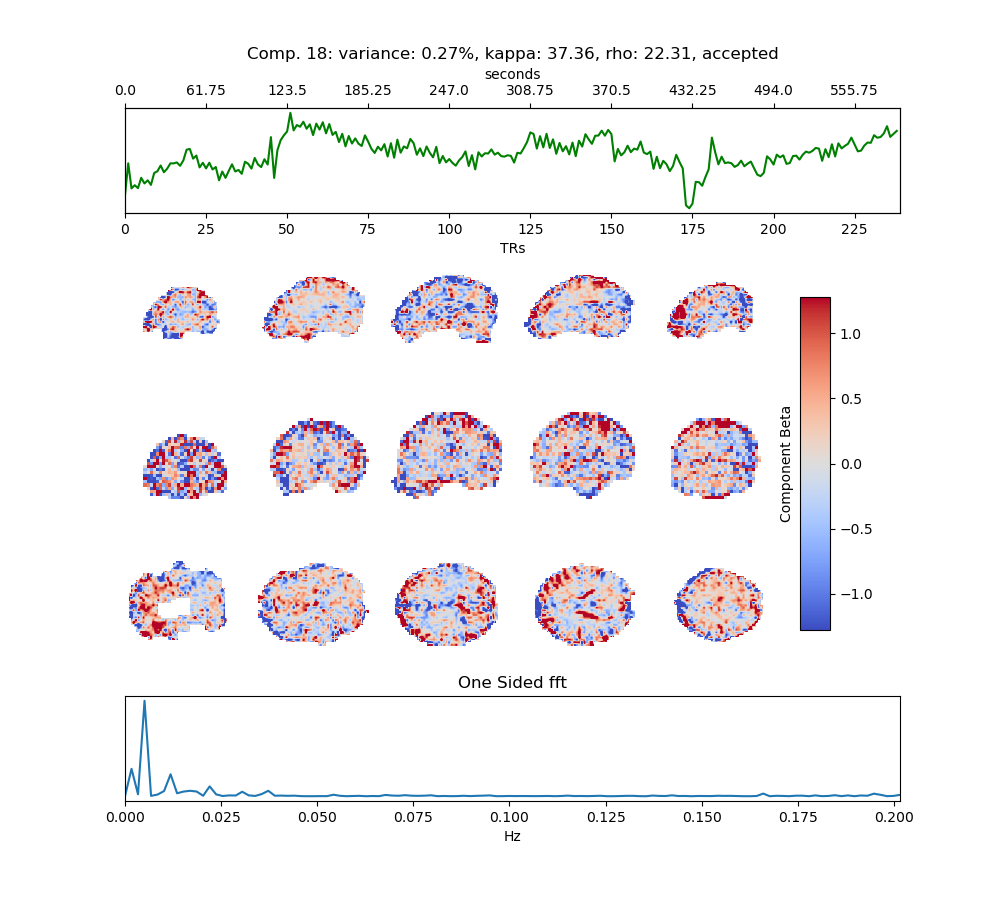 Comp. 18: variance: 0.27%, kappa: 37.36, rho: 22.31, accepted
seconds
0.0 61.75 123.5 185.25 247.0 308.75 370.5 432.25 494.0 555.75
0 25 50 75 100 125 150 175 200 225
TRs
1.0
0.5
0.0
−0.5
−1.0
Component Beta
One Sided fft
0.000 0.025 0.050 0.075 0.100 0.125 0.150 0.175 0.200
Hz